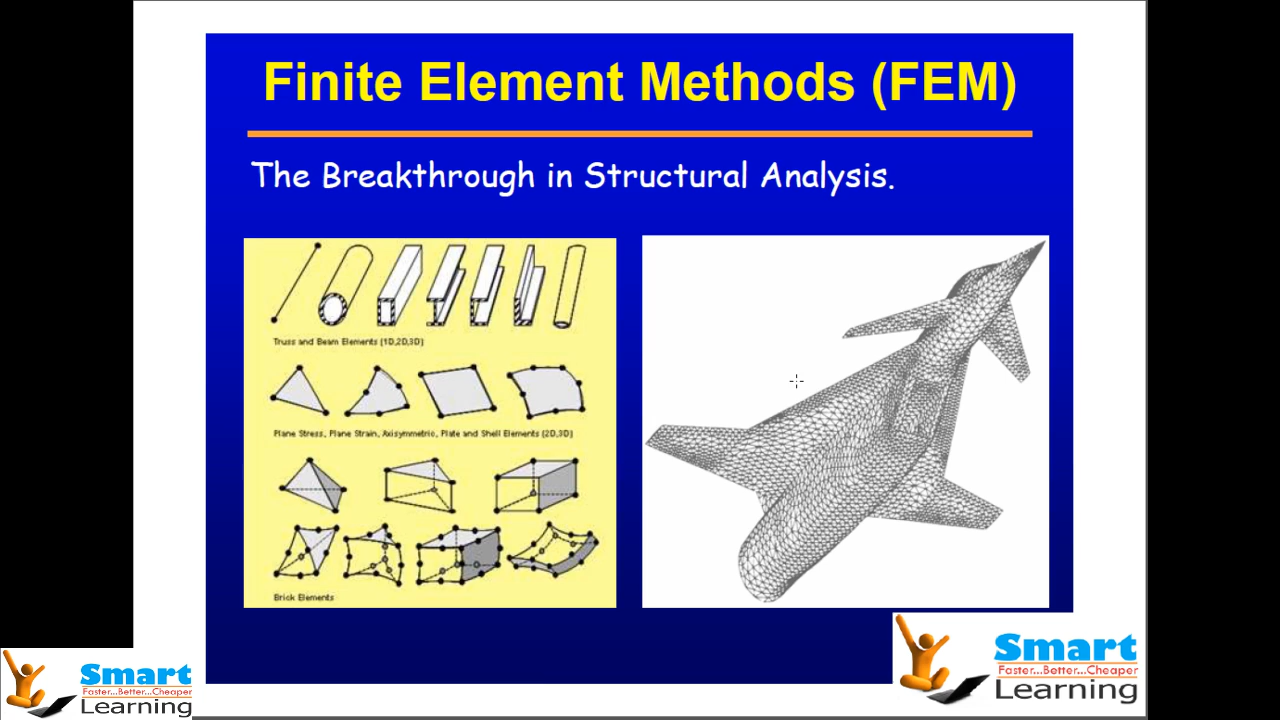 Finite Element Methods (FEM)
The Breakthrough in Structural Analysis.
Truss and Beam Elements (1D,2D,3D)
Plane Stress, Plane Strain, Axisymmetric, Plate and Shell Elements (2D,3D)
Brick Elements
Smart
Faster...Better...Cheaper
Learning
Smart
Faster...Better...Cheaper
Learning